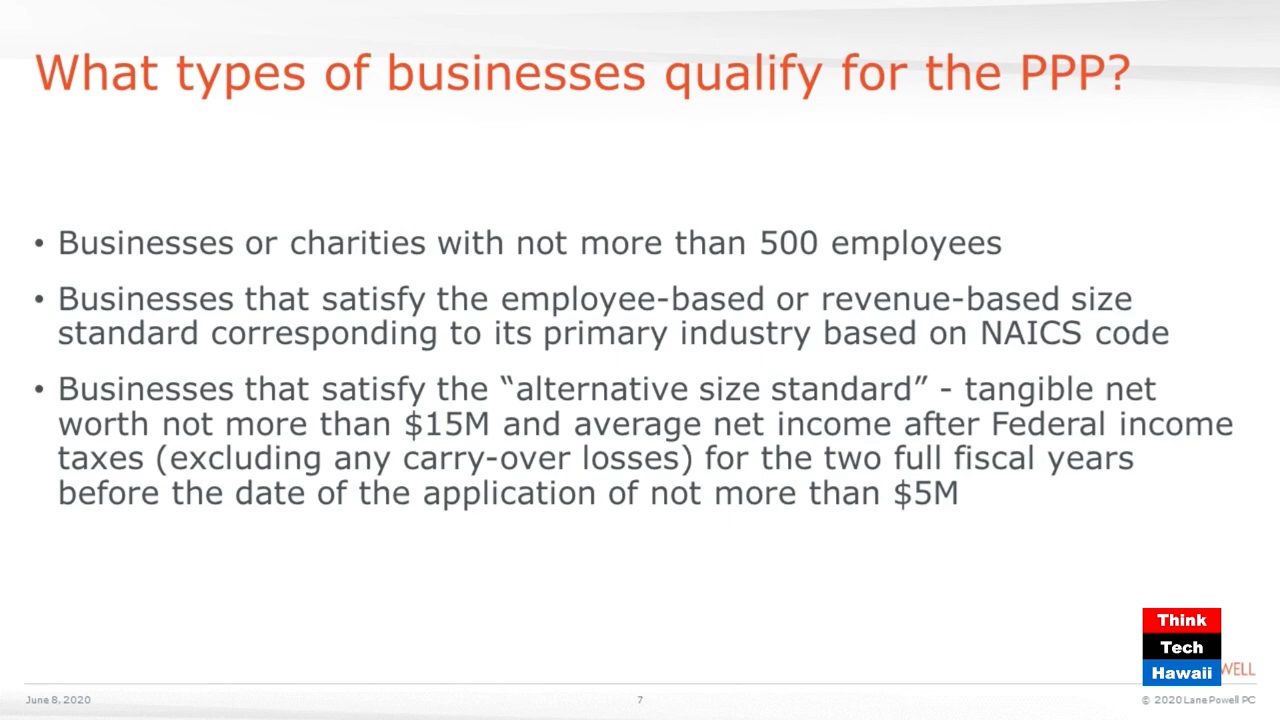 What types of businesses qualify for the PPP?
• Businesses or charities with not more than 500 employees
• Businesses that satisfy the employee-based or revenue-based size
standard corresponding to its primary industry based on NAICS code
• Businesses that satisfy the “alternative size standard” - tangible net
worth not more than $15M and average net income after Federal income
taxes (excluding any carry-over losses) for the two full fiscal years
before the date of the application of not more than $5M
Think
Tech
Hawaii
WELL
June 8, 2020
7
© 2020 Lane Powell PC